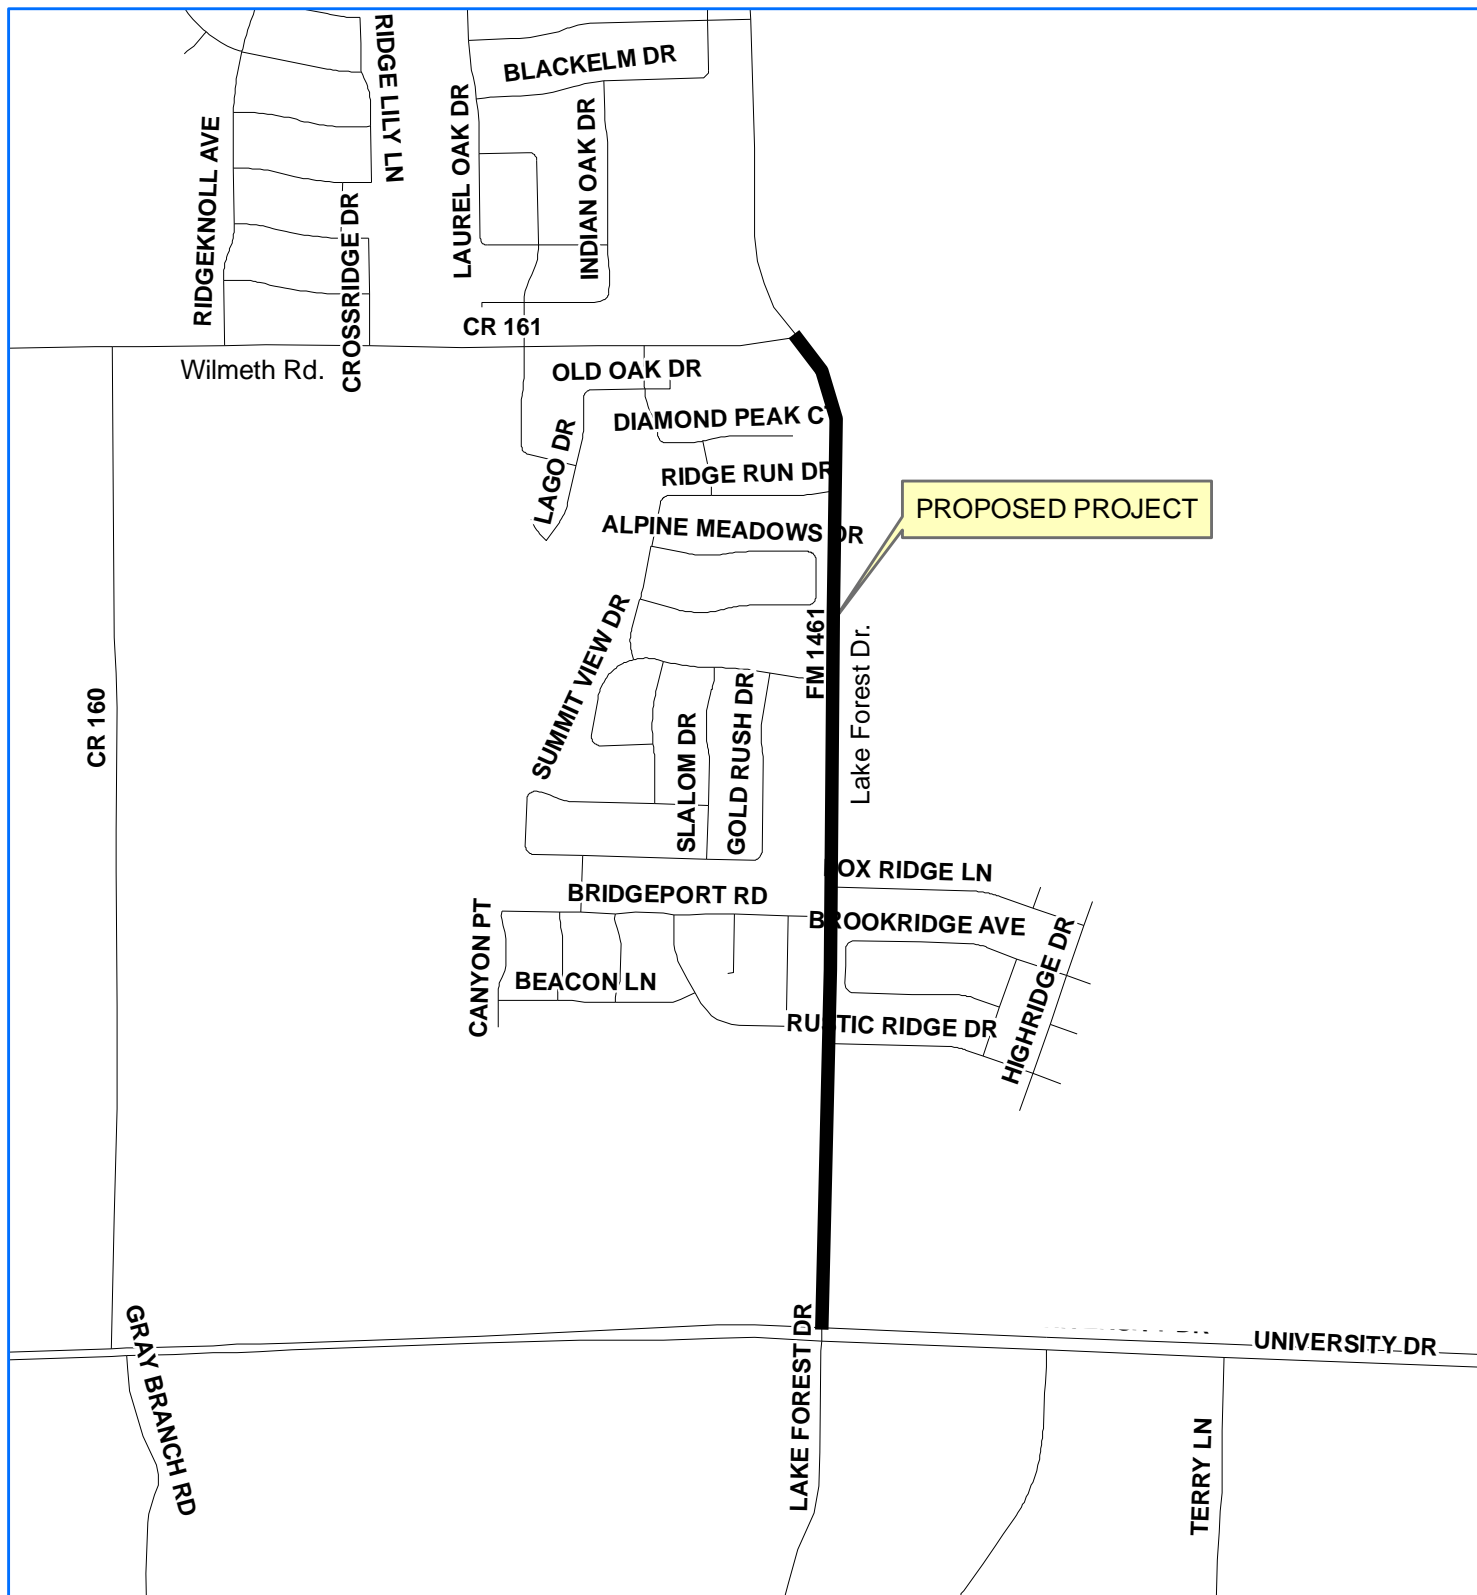 RIDGE LILY LN
BLACKELM DR
RIDGEKNOLL AVE
LAUREL OAK DR
INDIAN OAK DR
CROSSRIDGE DR
CR 161
Wilmeth Rd.
OLD OAK DR
DIAMOND PEAK
LAGO DR
RIDGE RUN DR
PROPOSED PROJECT
ALPINE MEADOWS DR
SUMMIT VIEW DR
FM 1461
Lake Forest Dr.
CR 160
SLALOM DR
GOLD RUSH DR
OX RIDGE LN
BRIDGEPORT RD
BROOKRIDGE AVE
CANYON PT
HIGHRIDGE DR
BEACON LN
RUSTIC RIDGE DR
GRAY BRANCH RD
LAKE FOREST DR
UNIVERSITY DR
TERRY LN